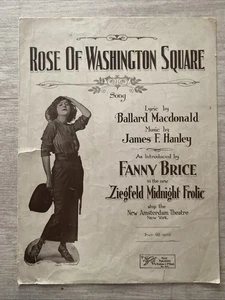 ROSE OF WASHINGTON SQUARE
Song
Lyric by
Ballard Macdonald
Music by
James F. Hanley
As Introduced by
FANNY BRICE
in the new
Ziegfeld Midnight Frolic
atop the
New Amsterdam Theatre
New York.